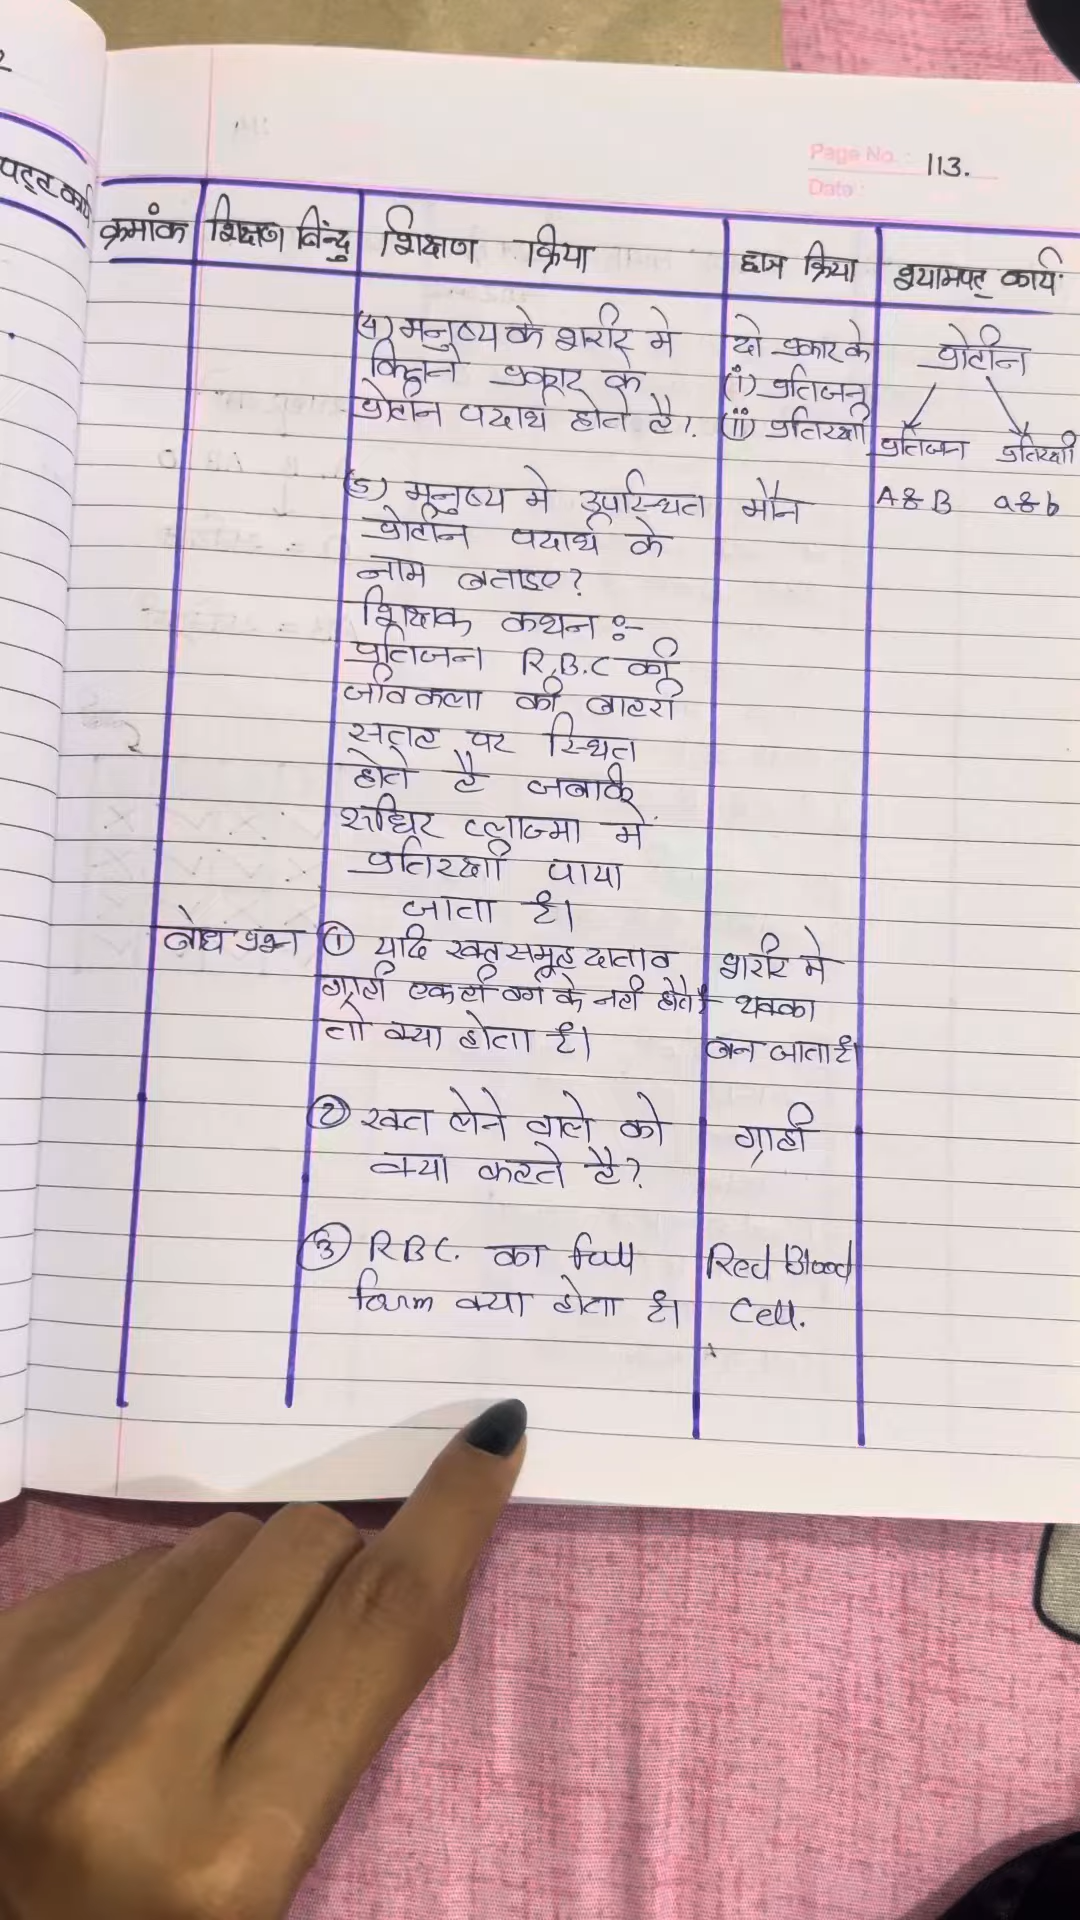 पट्ट कार्य
Page No.: 113.
Date:
क्रमांक शिक्षण बिन्दु शिक्षण क्रिया छात्र क्रिया श्यामपट्ट कार्य
(4) मनुष्य के शरीर मे
कितने प्रकार के
प्रोटीन पदार्थ होते है?
दो प्रकार के
(i) प्रतिजन
(ii) प्रतिरक्षी
प्रोटीन
प्रतिजन प्रतिरक्षी
A & B a & b
(5) मनुष्य मे उपस्थित
प्रोटीन पदार्थ के
नाम बताइए?
मौन
शिक्षक कथन :-
प्रतिजन R.B.C की
जीवकला की बाहरी
सतह पर स्थित
होते है जबकि
रूधिर प्लाज्मा में
प्रतिरक्षी पाया
जाता है।
बोध प्रश्न
① यदि रक्त समूह दाता व
ग्राही एक ही वर्ग के नही होते है
तो क्या होता है।
शरीर मे
थक्का
बन जाता है।
② रक्त लेने वाले को
क्या कहते है?
ग्राही
③ RBC. का full
form क्या होता है।
Red Blood
Cell.